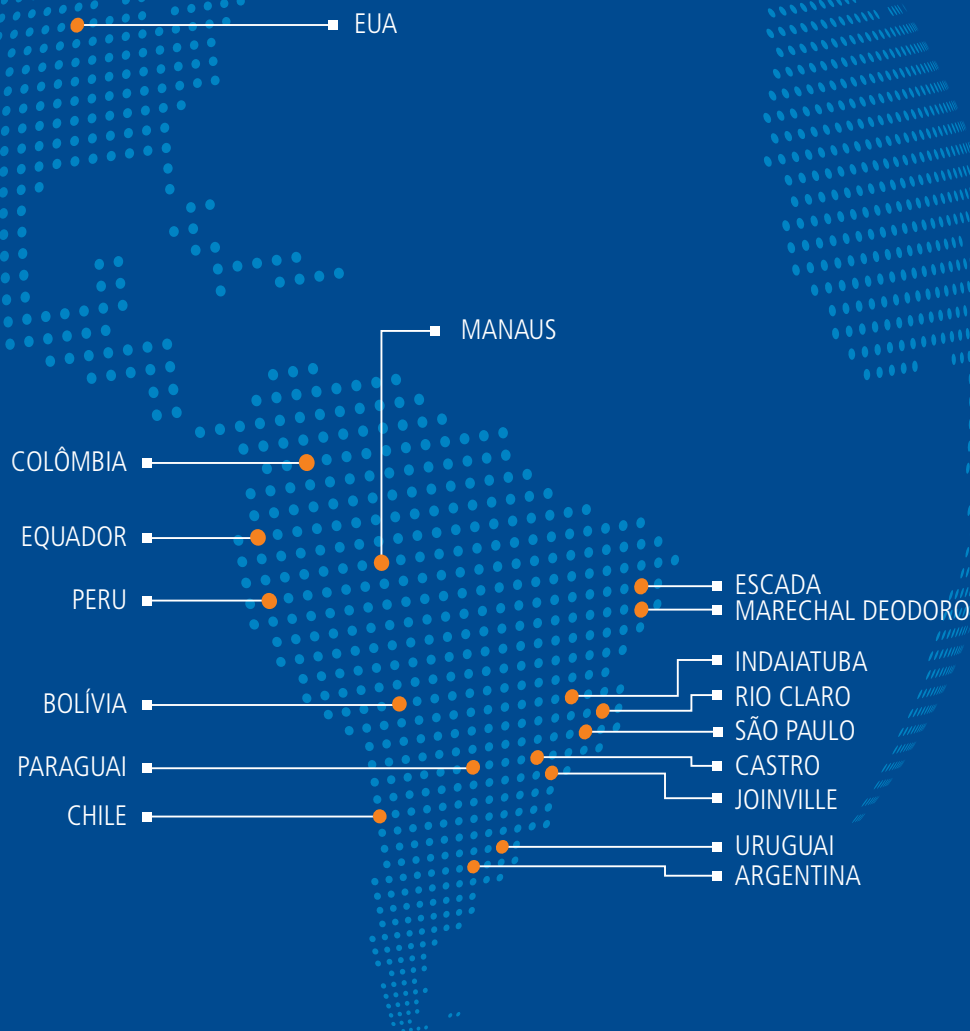 EUA
MANAUS
COLÔMBIA
EQUADOR
PERU
BOLÍVIA
PARAGUAI
CHILE
ESCADA
MARECHAL DEODORO
INDAIATUBA
RIO CLARO
SÃO PAULO
CASTRO
JOINVILLE
URUGUAI
ARGENTINA